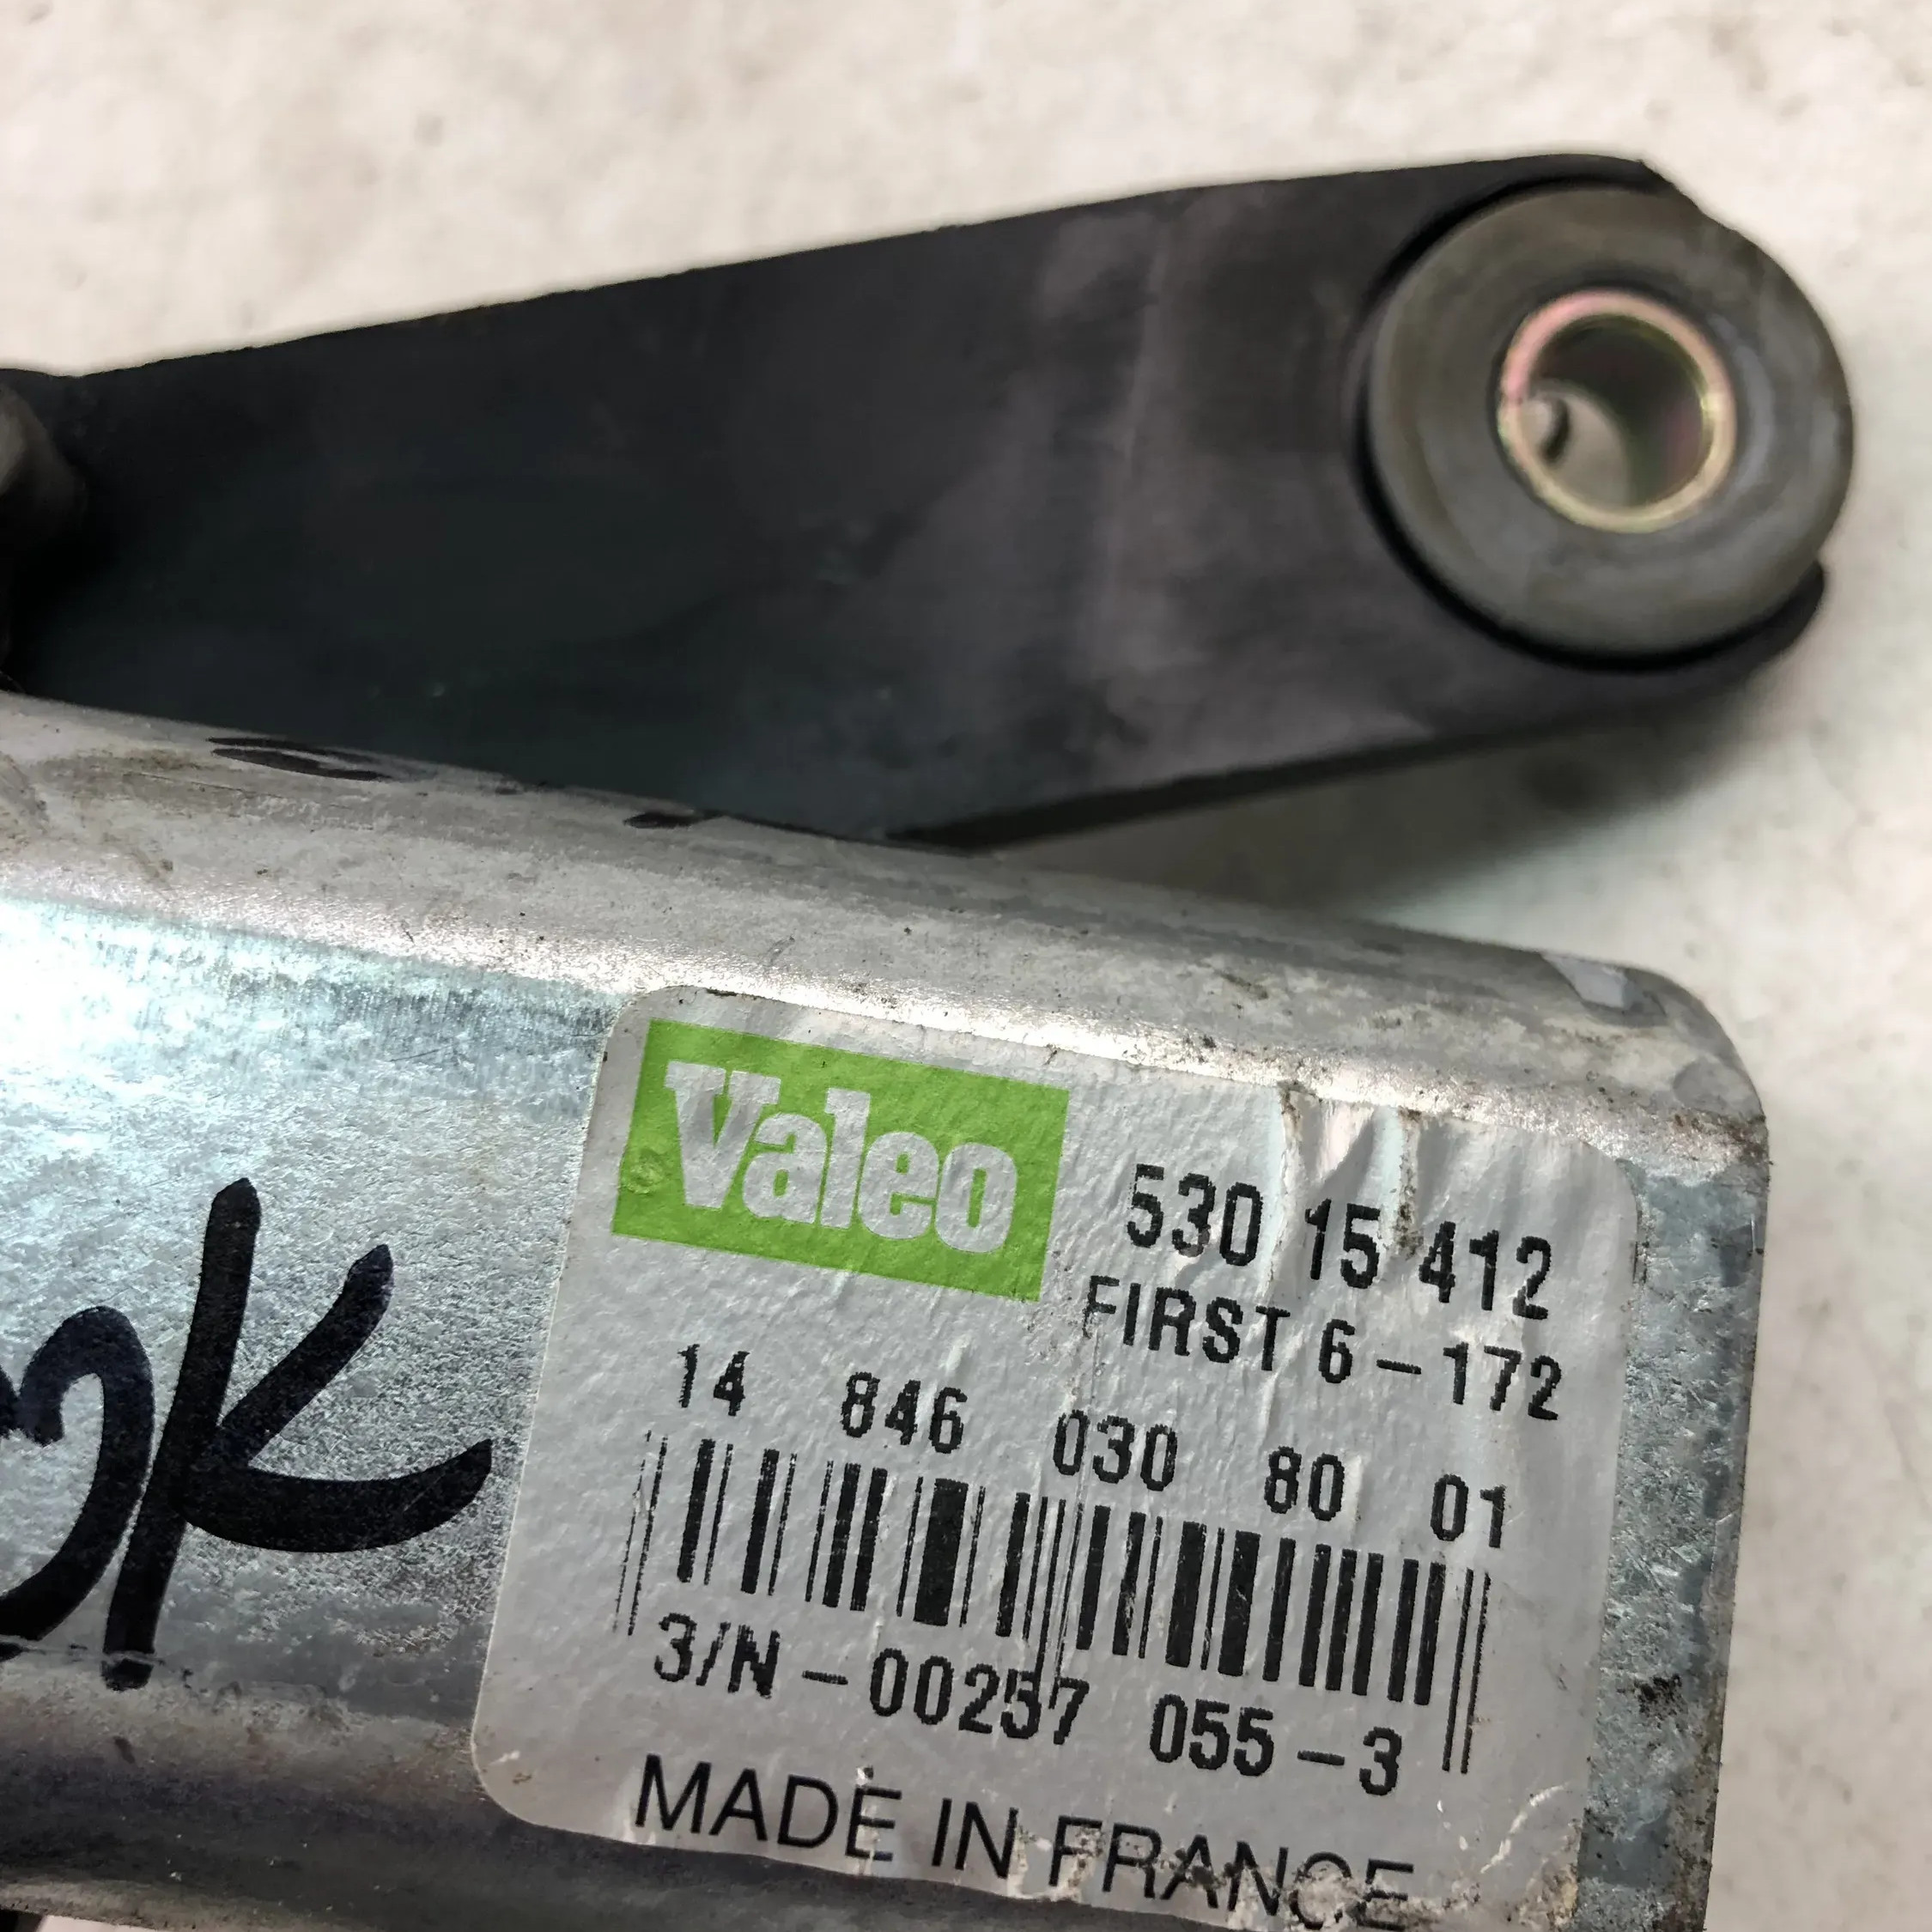 Valeo
530 15 412
FIRST 6-172
14 846 030 80 01
3/N-00257 055-3
MADE IN FRANCE
OK